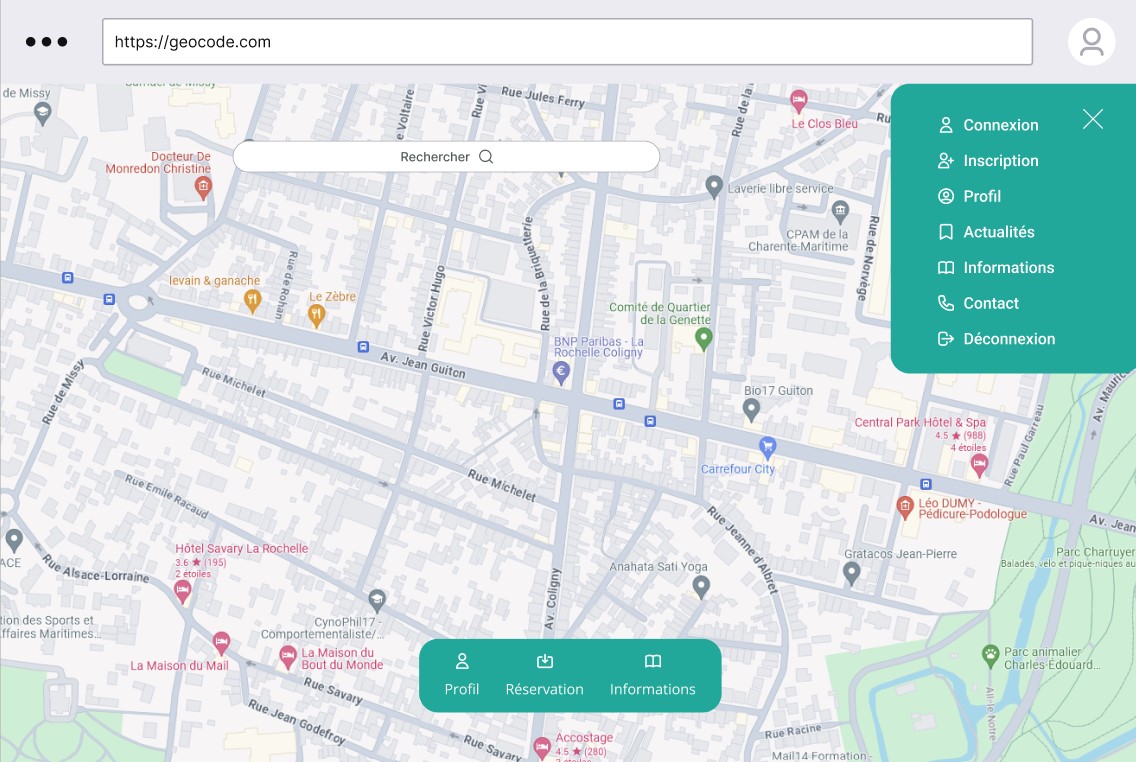 https://geocode.com
de Missy
Rue Jules Ferry
Le Clos Bleu
Docteur De
Monredon Christine
Rechercher
Laverie libre service
CPAM de la
Charente-Maritime
Rue de Norvège
Connexion
Inscription
Profil
Actualités
Informations
Contact
Déconnexion
levain & ganache
Le Zèbre
Rue de Rohan
Rue Victor Hugo
Rue de la Briquetterie
Comité de Quartier
de la Genette
BNP Paribas - La
Rochelle Coligny
Av. Jean Guiton
Rue de Missy
Rue Michelet
Bio17 Guiton
Central Park Hôtel & Spa
4.5 ★ (988)
4 étoiles
Rue Paul Garreau
Carrefour City
Rue Michelet
Rue Emile Racaud
Léo DUMY -
Pédicure-Podologue
Av. Jean
Rue Jeanne d'Albret
Hôtel Savary La Rochelle
3.6 ★ (195)
2 étoiles
Rue Alsace-Lorraine
Anahata Sati Yoga
Gratacos Jean-Pierre
Parc Charruyer
Balades, vélo et pique-niques au
Av. Coligny
tion des Sports et
ffaires Maritimes...
CynoPhil17 -
Comportementaliste/...
La Maison du Mail
La Maison du
Bout du Monde
Parc animalier
Charles-Édouard...
Profil
Réservation
Informations
Rue Savary
Rue Jean Godefroy
Rue Savary
Accostage
4.5 ★ (280)
Rue Racine
Mail14 Formation -